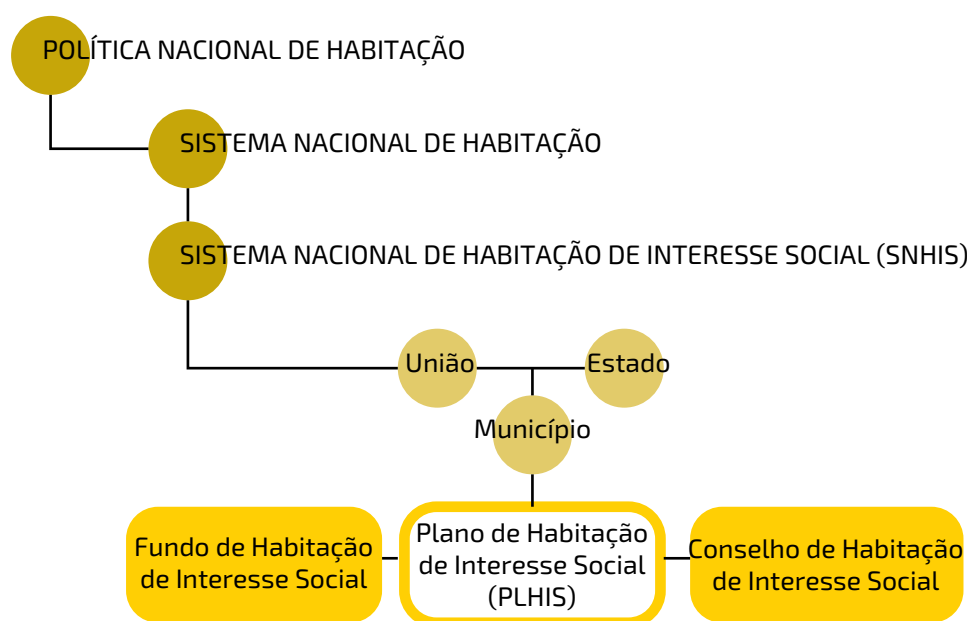 POLÍTICA NACIONAL DE HABITAÇÃO
SISTEMA NACIONAL DE HABITAÇÃO
SISTEMA NACIONAL DE HABITAÇÃO DE INTERESSE SOCIAL (SNHIS)
União
Estado
Município
Fundo de Habitação
de Interesse Social
Plano de Habitação
de Interesse Social
(PLHIS)
Conselho de Habitação
de Interesse Social